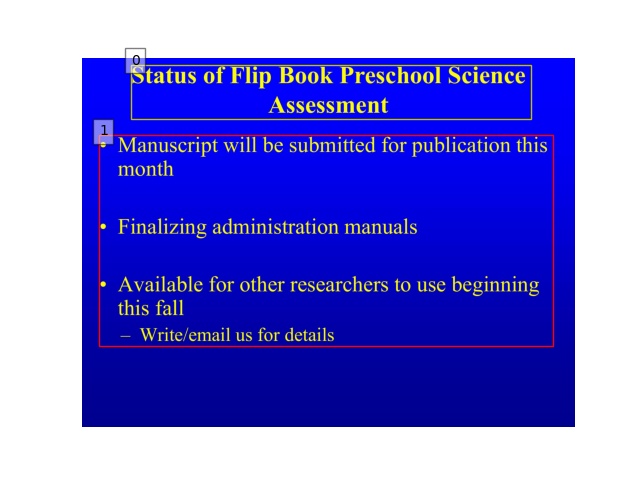 0
Status of Flip Book Preschool Science
Assessment
1
• Manuscript will be submitted for publication this
month
• Finalizing administration manuals
• Available for other researchers to use beginning
this fall
– Write/email us for details